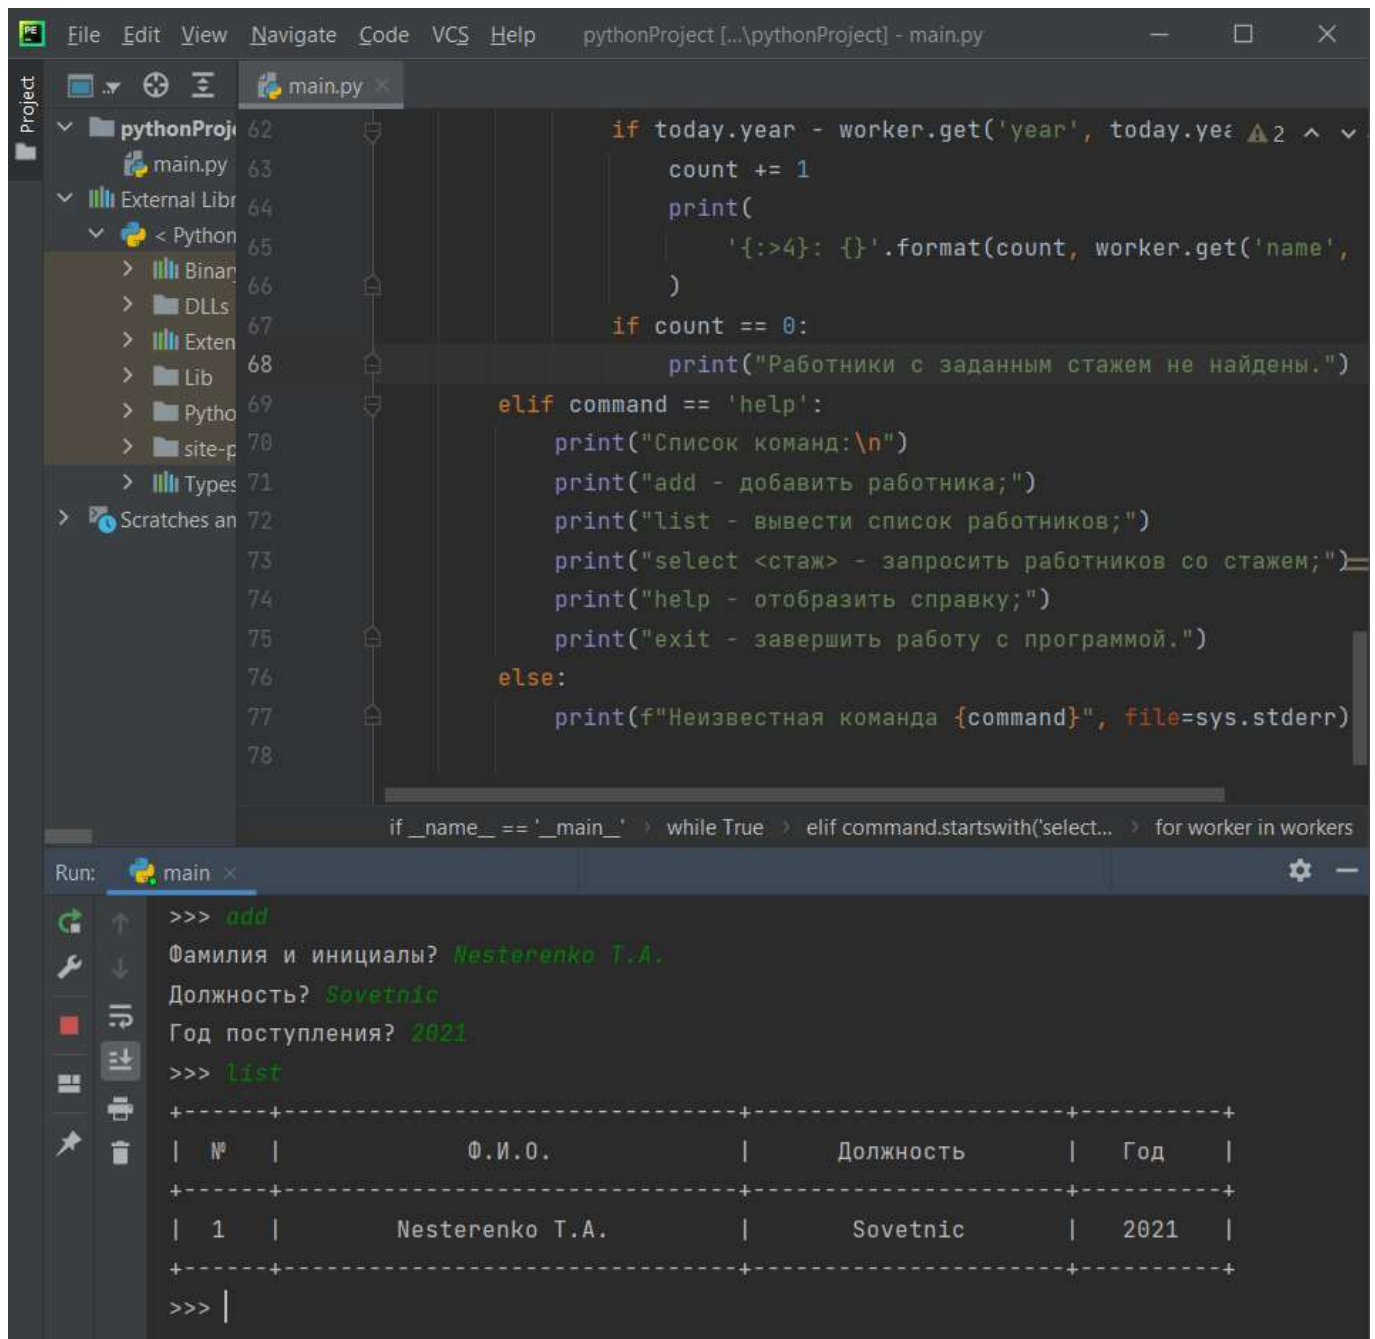 PE File Edit View Navigate Code VCS Help pythonProject [...\pythonProject] - main.py
Project
main.py
pythonProj
main.py
External Libr
< Python
Binary
DLLs
Exten
Lib
Pytho
site-p
Types
Scratches an
62 if today.year - worker.get('year', today.yea 2
63 count += 1
64 print(
65 '{:>4}: {}'.format(count, worker.get('name',
66 )
67 if count == 0:
68 print("Работники с заданным стажем не найдены.")
69 elif command == 'help':
70 print("Список команд:\n")
71 print("add - добавить работника;")
72 print("list - вывести список работников;")
73 print("select <стаж> - запросить работников со стажем;")
74 print("help - отобразить справку;")
75 print("exit - завершить работу с программой.")
76 else:
77 print(f"Неизвестная команда {command}", file=sys.stderr)
78
if __name__ == '__main__' › while True › elif command.startswith('select... › for worker in workers
Run: main
>>> add
Фамилия и инициалы? Nesterenko T.A.
Должность? Sovetnic
Год поступления? 2021
>>> list
+------+--------------------------------+----------------------+----------+
| № | Ф.И.О. | Должность | Год |
+------+--------------------------------+----------------------+----------+
| 1 | Nesterenko T.A. | Sovetnic | 2021 |
+------+--------------------------------+----------------------+----------+
>>>